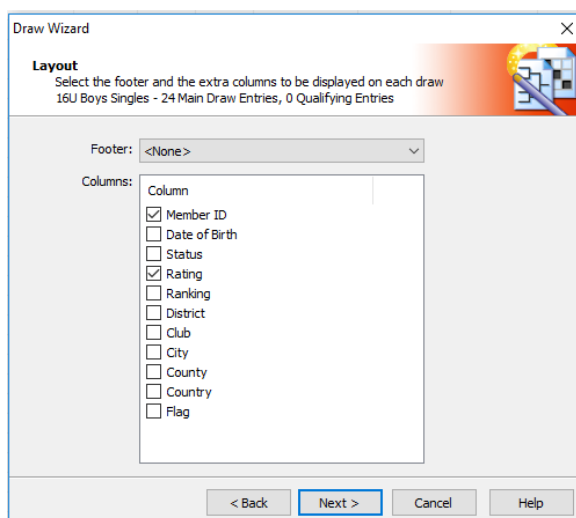 Draw Wizard
Layout
Select the footer and the extra columns to be displayed on each draw
16U Boys Singles - 24 Main Draw Entries, 0 Qualifying Entries
Footer: <None>
Columns:
Column
Member ID
Date of Birth
Status
Rating
Ranking
District
Club
City
County
Country
Flag
< Back Next > Cancel Help